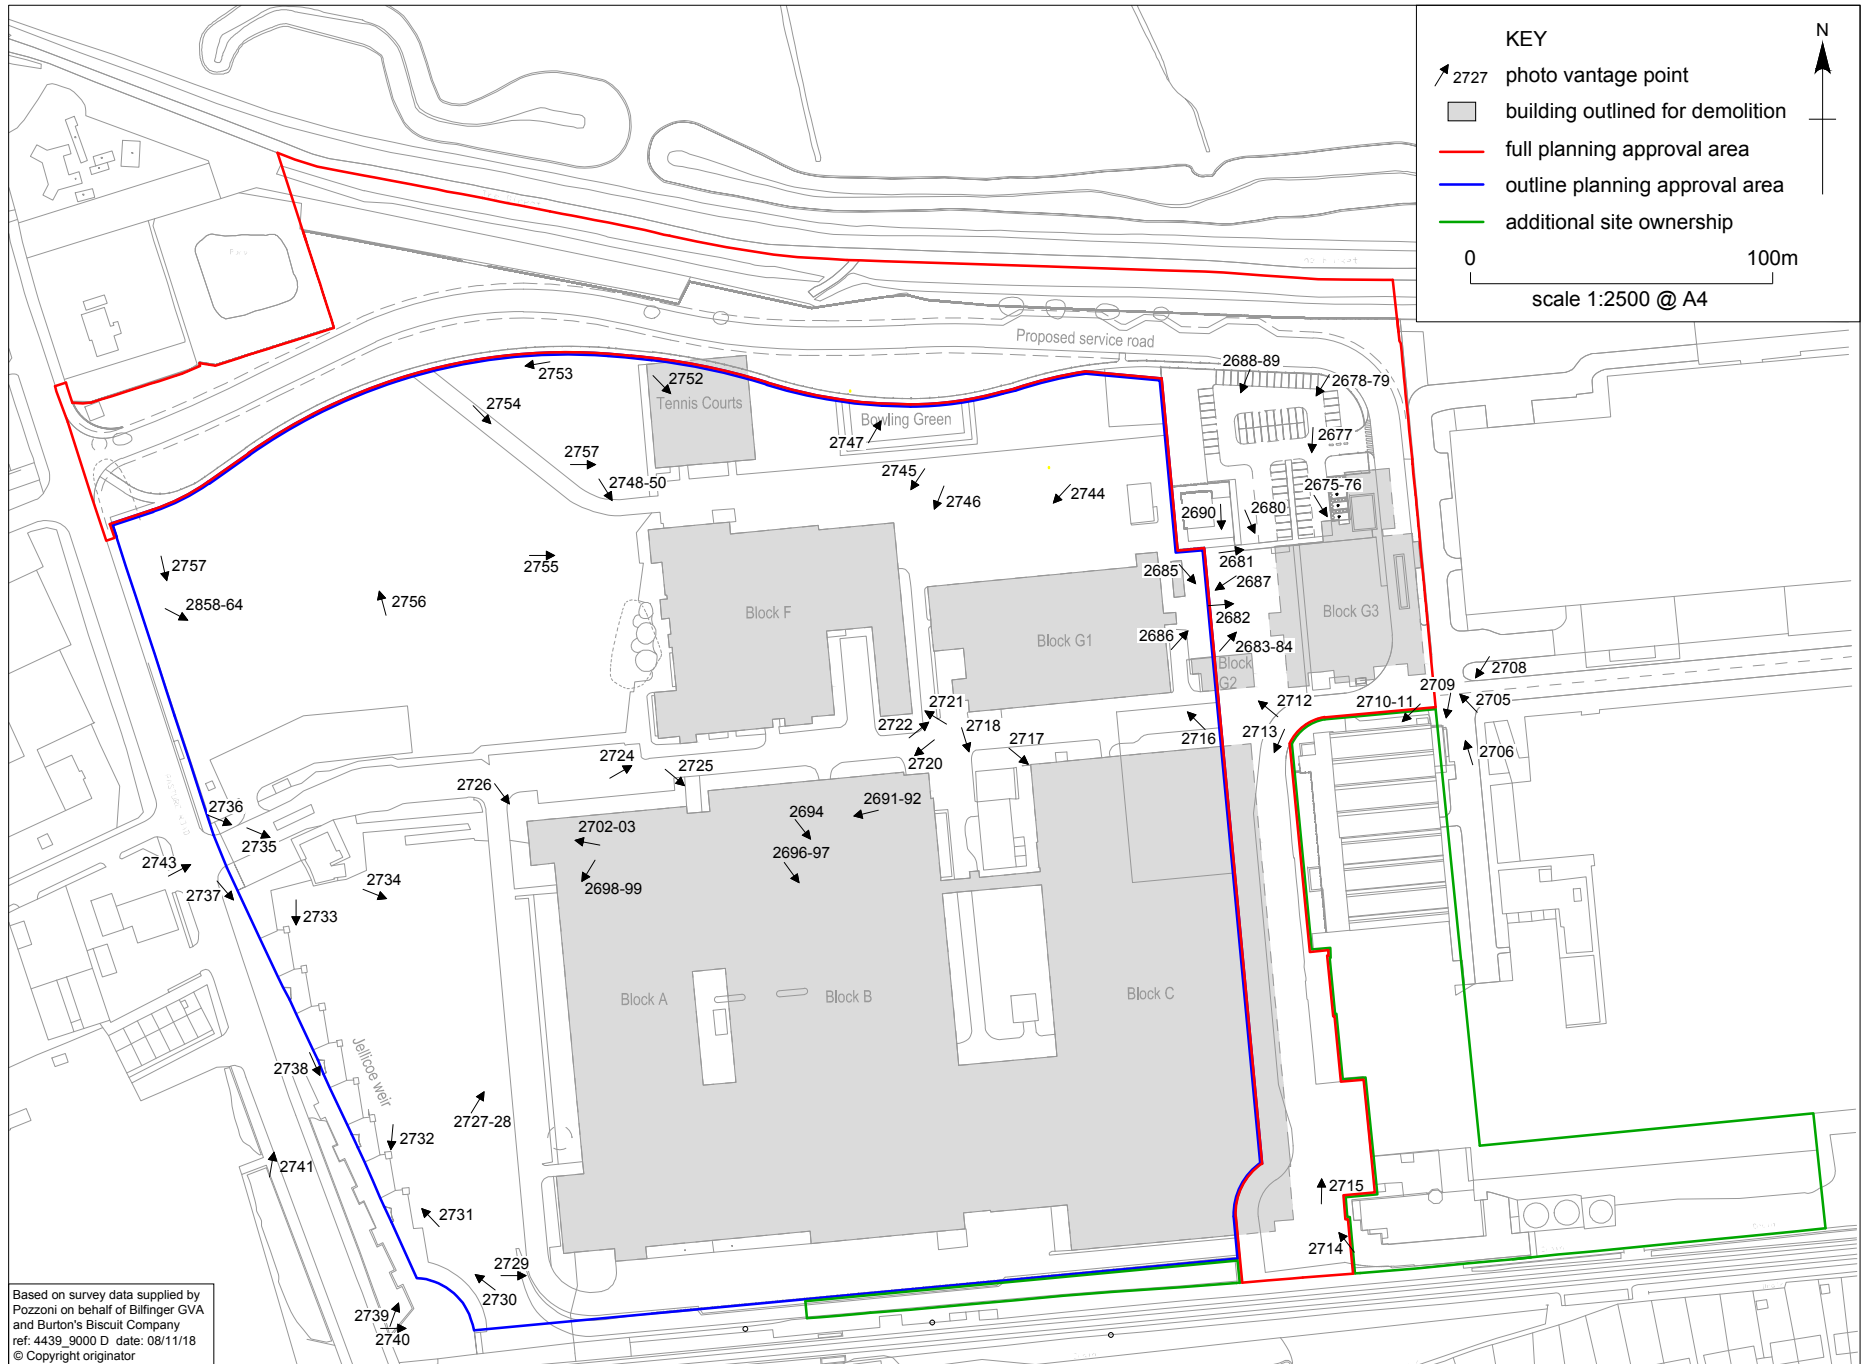 KEY
2727 photo vantage point
building outlined for demolition
full planning approval area
outline planning approval area
additional site ownership
0 100m
scale 1:2500 @ A4
N
Proposed service road
2688-89
2678-79
2753
2752
Tennis Courts
2754
Bowling Green
2747
2677
2757
2748-50
2745
2746
2744
2675-76
2690
2680
2681
2755
2757
2685
2687
2858-64
2756
Block F
Block G1
2682
Block G3
2686
2683-84
Block
G2
2708
2709
2705
2721
2722
2718
2712
2710-11
2713
2717
2716
2706
2720
2724
2725
2726
2736
2735
2691-92
2694
2702-03
2696-97
2698-99
2743
2737
2734
2733
Block A
Block B
Block C
Jellicoe weir
2738
2727-28
2732
2741
2731
2715
2714
2729
2730
2739
2740
Based on survey data supplied by
Pozzoni on behalf of Bilfinger GVA
and Burton's Biscuit Company
ref: 4439_9000 D date: 08/11/18
© Copyright originator